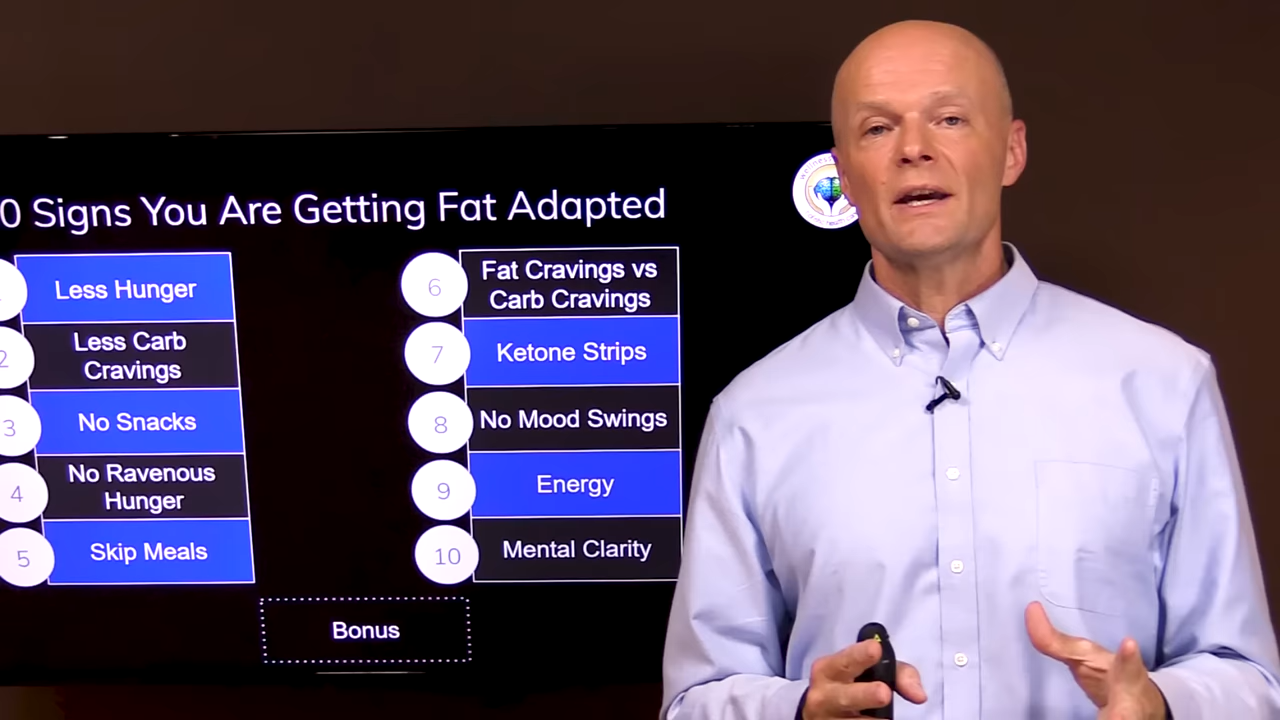 0 Signs You Are Getting Fat Adapted
Less Hunger
2
Less Carb
Cravings
3
No Snacks
4
No Ravenous
Hunger
5
Skip Meals
6
Fat Cravings vs
Carb Cravings
7
Ketone Strips
8
No Mood Swings
9
Energy
10
Mental Clarity
Bonus